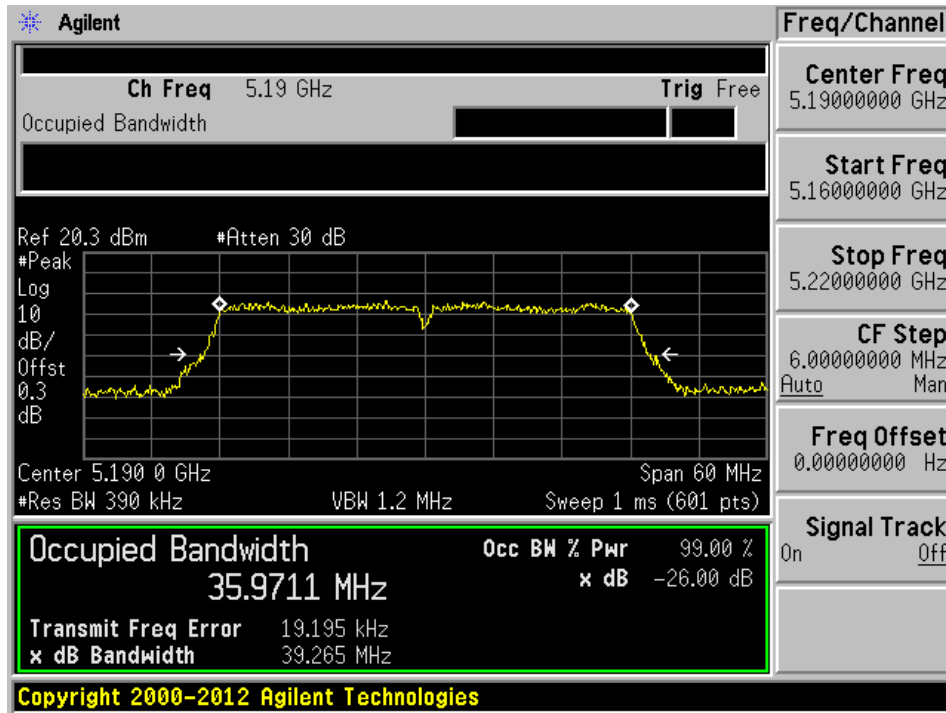 Agilent
Freq/Channel
Ch Freq 5.19 GHz Trig Free
Occupied Bandwidth
Center Freq
5.19000000 GHz
Start Freq
5.16000000 GHz
Stop Freq
5.22000000 GHz
CF Step
6.00000000 MHz
Auto Man
Freq Offset
0.00000000 Hz
Signal Track
On Off
Ref 20.3 dBm #Atten 30 dB
#Peak
Log
10
dB/
Offst
0.3
dB
Center 5.190 0 GHz Span 60 MHz
#Res BW 390 kHz VBW 1.2 MHz Sweep 1 ms (601 pts)
Occupied Bandwidth Occ BW % Pwr 99.00 %
35.9711 MHz x dB -26.00 dB
Transmit Freq Error 19.195 kHz
x dB Bandwidth 39.265 MHz
Copyright 2000-2012 Agilent Technologies